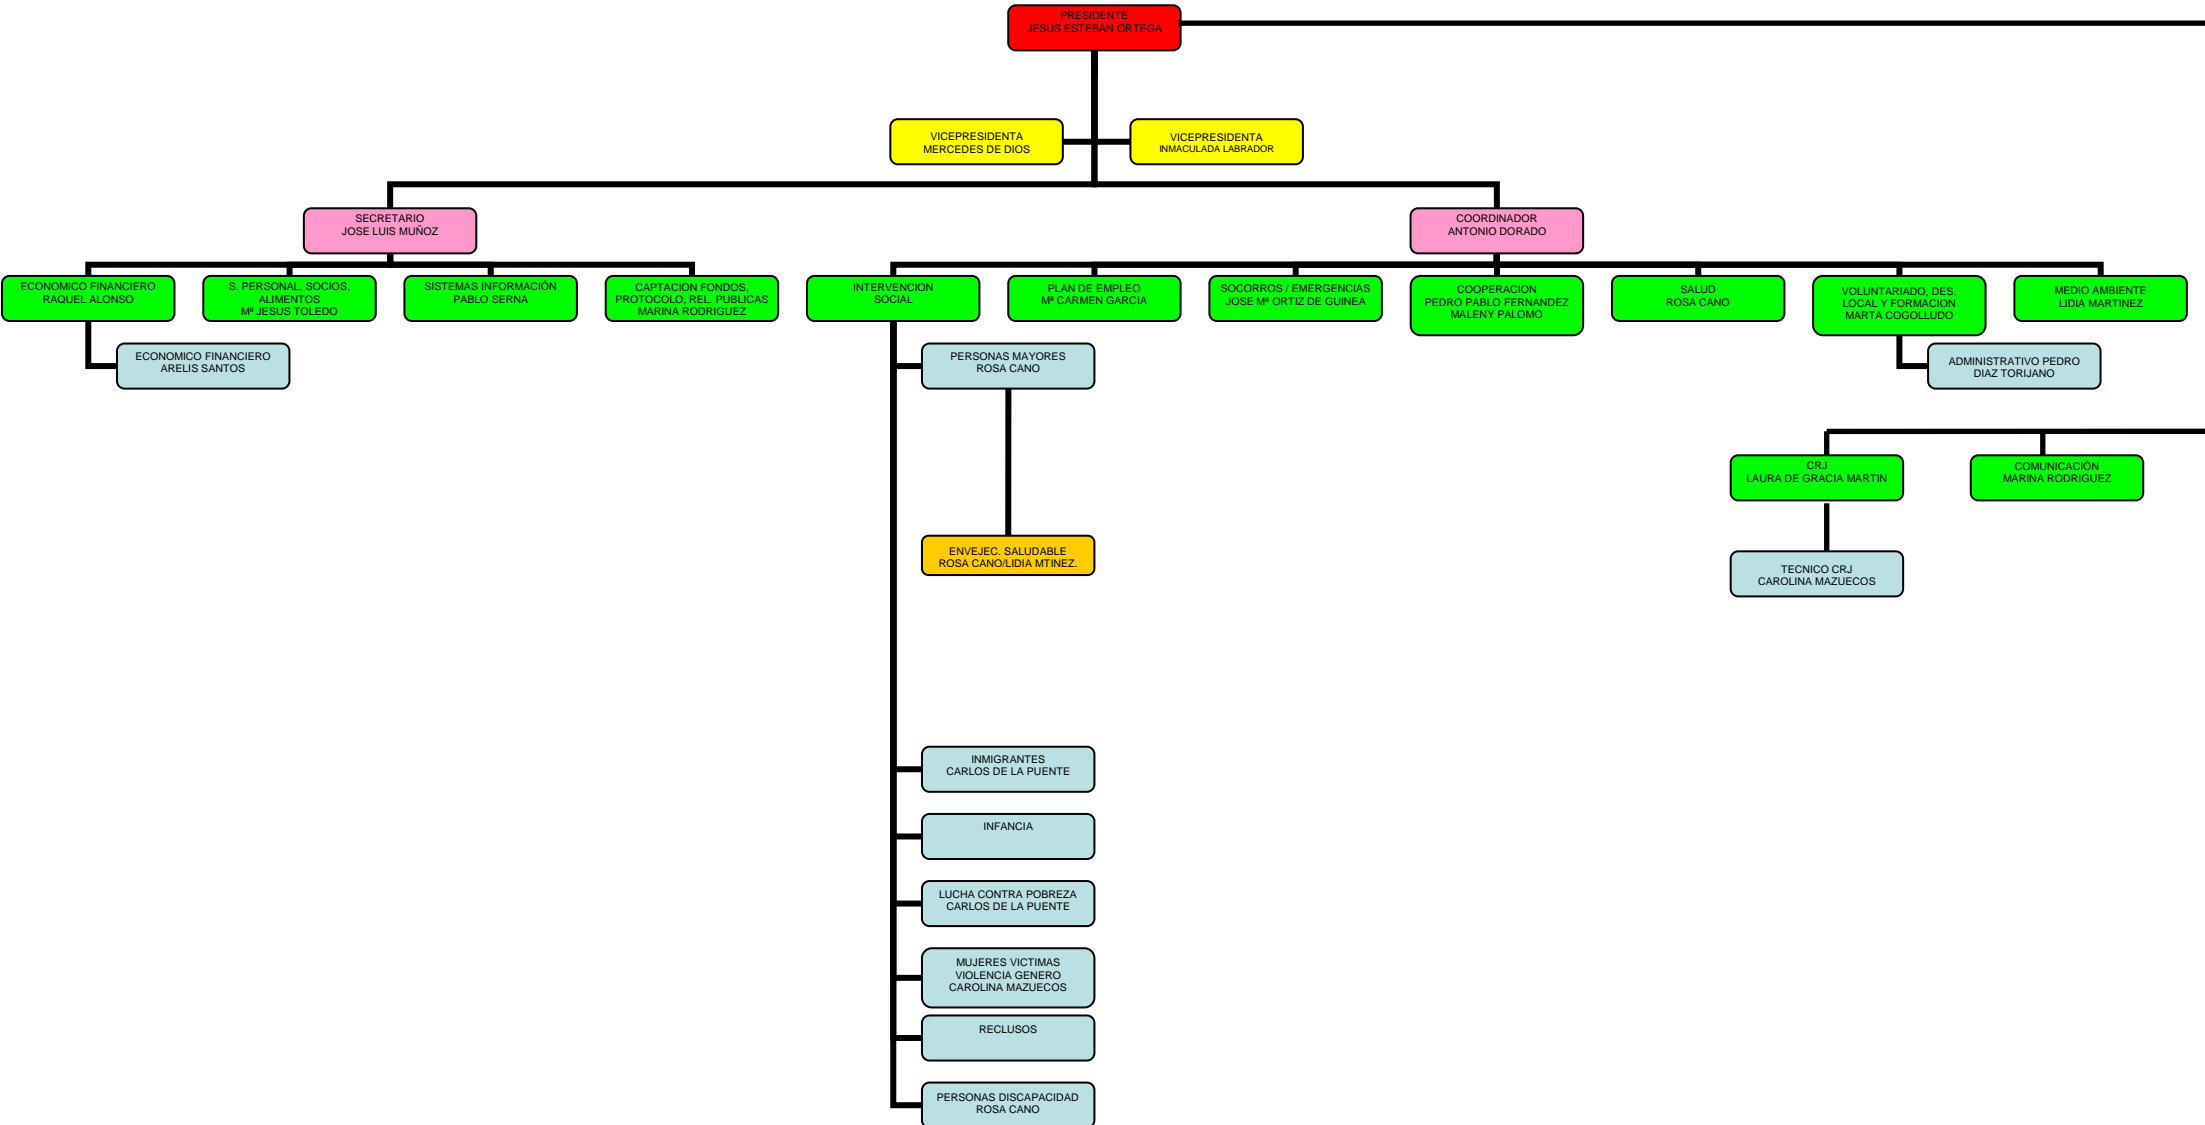 PRESIDENTE
JESUS ESTEBAN ORTEGA
VICEPRESIDENTA
MERCEDES DE DIOS
VICEPRESIDENTA
INMACULADA LABRADOR
SECRETARIO
JOSE LUIS MUÑOZ
COORDINADOR
ANTONIO DORADO
ECONOMICO FINANCIERO
RAQUEL ALONSO
S. PERSONAL, SOCIOS,
ALIMENTOS
Mª JESUS TOLEDO
SISTEMAS INFORMACIÓN
PABLO SERNA
CAPTACION FONDOS,
PROTOCOLO, REL. PUBLICAS
MARINA RODRIGUEZ
INTERVENCION
SOCIAL
PLAN DE EMPLEO
Mª CARMEN GARCIA
SOCORROS / EMERGENCIAS
JOSE Mª ORTIZ DE GUINEA
COOPERACION
PEDRO PABLO FERNANDEZ
MALENY PALOMO
SALUD
ROSA CANO
VOLUNTARIADO, DES.
LOCAL Y FORMACION
MARTA COGOLLUDO
MEDIO AMBIENTE
LIDIA MARTINEZ
ECONOMICO FINANCIERO
ARELIS SANTOS
PERSONAS MAYORES
ROSA CANO
ADMINISTRATIVO PEDRO
DIAZ TORIJANO
CRJ
LAURA DE GRACIA MARTIN
COMUNICACIÓN
MARINA RODRIGUEZ
ENVEJEC. SALUDABLE
ROSA CANO/LIDIA MTINEZ.
TECNICO CRJ
CAROLINA MAZUECOS
INMIGRANTES
CARLOS DE LA PUENTE
INFANCIA
LUCHA CONTRA POBREZA
CARLOS DE LA PUENTE
MUJERES VICTIMAS
VIOLENCIA GENERO
CAROLINA MAZUECOS
RECLUSOS
PERSONAS DISCAPACIDAD
ROSA CANO